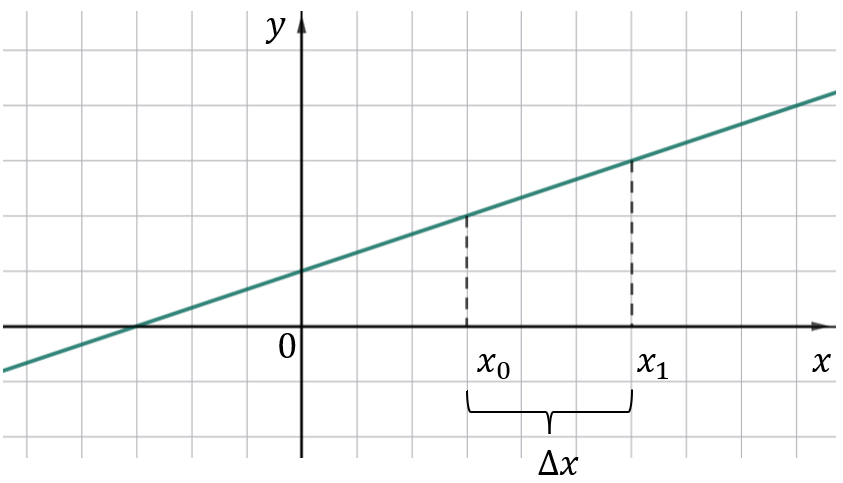 y
0
x₀ x₁ x
Δx